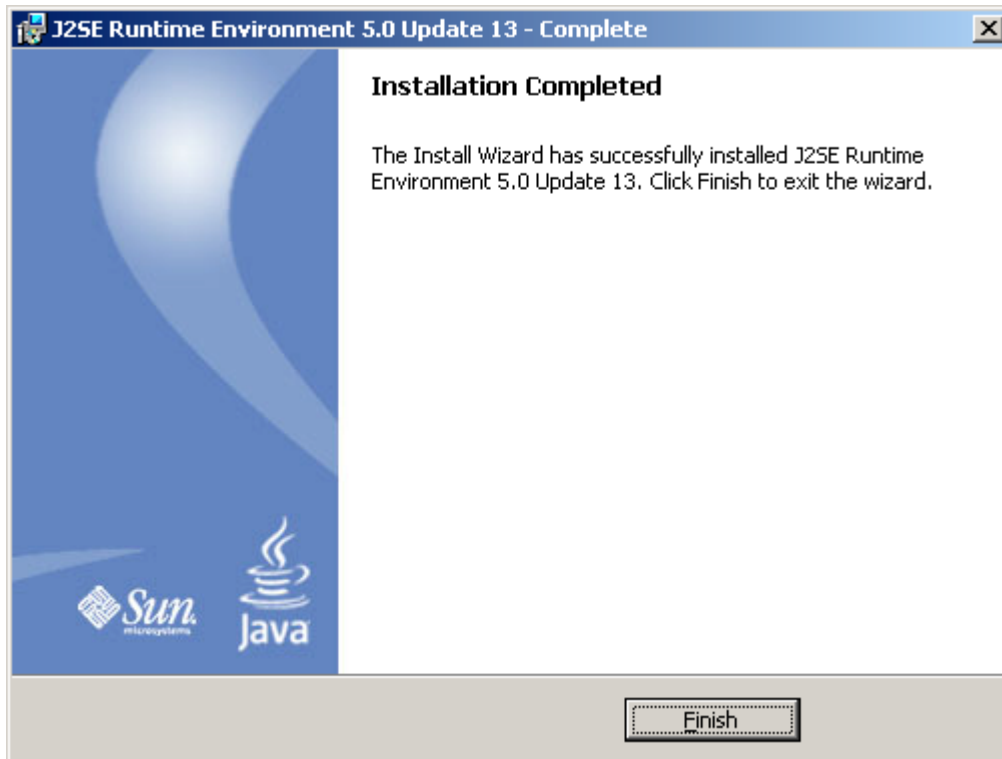 J2SE Runtime Environment 5.0 Update 13 - Complete
Installation Completed
The Install Wizard has successfully installed J2SE Runtime
Environment 5.0 Update 13. Click Finish to exit the wizard.
Sun
microsystems
Java
Finish